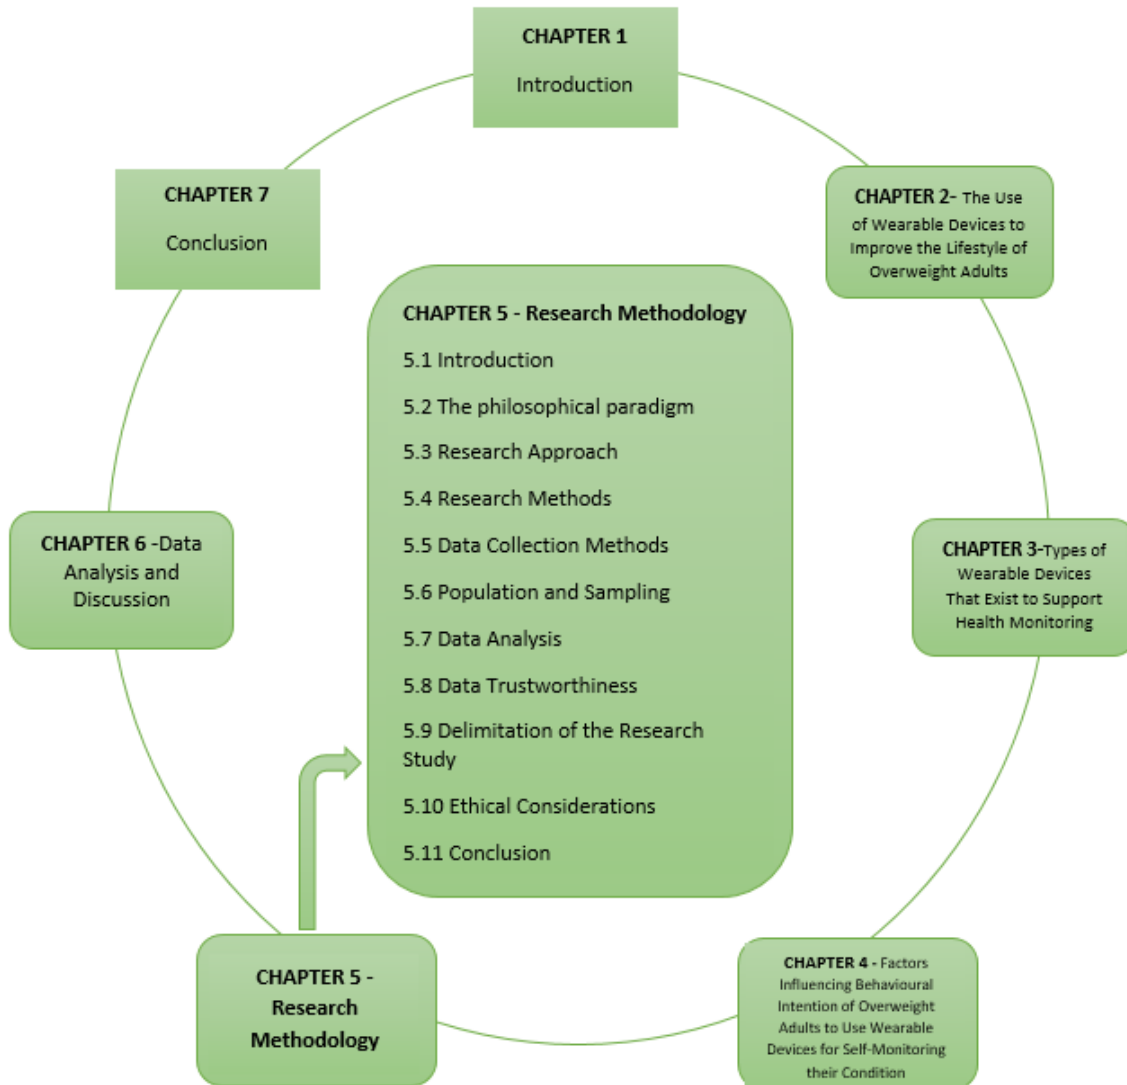 CHAPTER 1
Introduction
CHAPTER 2- The Use
of Wearable Devices to
Improve the Lifestyle of
Overweight Adults
CHAPTER 3-Types of
Wearable Devices
That Exist to Support
Health Monitoring
CHAPTER 4 - Factors
Influencing Behavioural
Intention of Overweight
Adults to Use Wearable
Devices for Self-Monitoring
their Condition
CHAPTER 5 -
Research
Methodology
CHAPTER 6 -Data
Analysis and
Discussion
CHAPTER 7
Conclusion
CHAPTER 5 - Research Methodology
5.1 Introduction
5.2 The philosophical paradigm
5.3 Research Approach
5.4 Research Methods
5.5 Data Collection Methods
5.6 Population and Sampling
5.7 Data Analysis
5.8 Data Trustworthiness
5.9 Delimitation of the Research
Study
5.10 Ethical Considerations
5.11 Conclusion